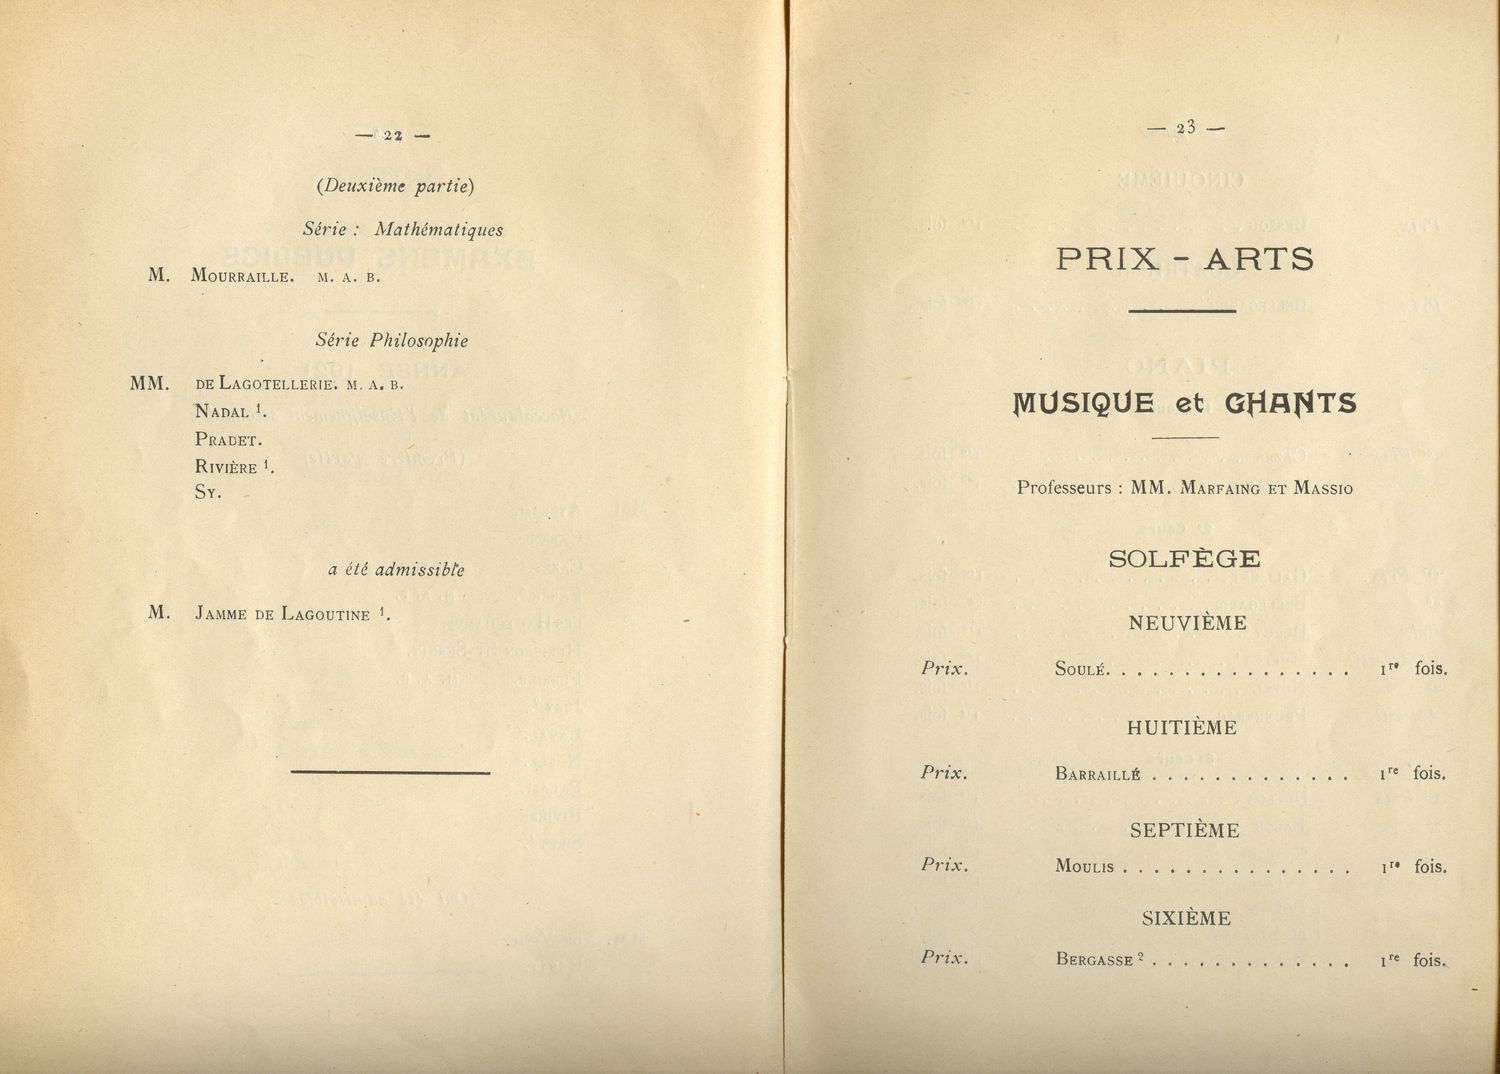 — 22 —
(Deuxième partie)
Série : Mathématiques
M. Mourraille. M. A. B.
Série Philosophie
MM. de Lagotellerie. M. A. B.
Nadal ¹.
Pradet.
Rivière ¹.
Sy.
a été admissible
M. Jamme de Lagoutine ¹.
— 23 —
PRIX - ARTS
MUSIQUE et CHANTS
Professeurs : MM. Marfaing et Massio
SOLFÈGE
NEUVIÈME
Prix. Soulé. . . . . . . . . . . . . . . . 1re fois.
HUITIÈME
Prix. Barraillé . . . . . . . . . . . . . 1re fois.
SEPTIÈME
Prix. Moulis . . . . . . . . . . . . . . . 1re fois.
SIXIÈME
Prix. Bergasse ² . . . . . . . . . . . . . 1re fois.